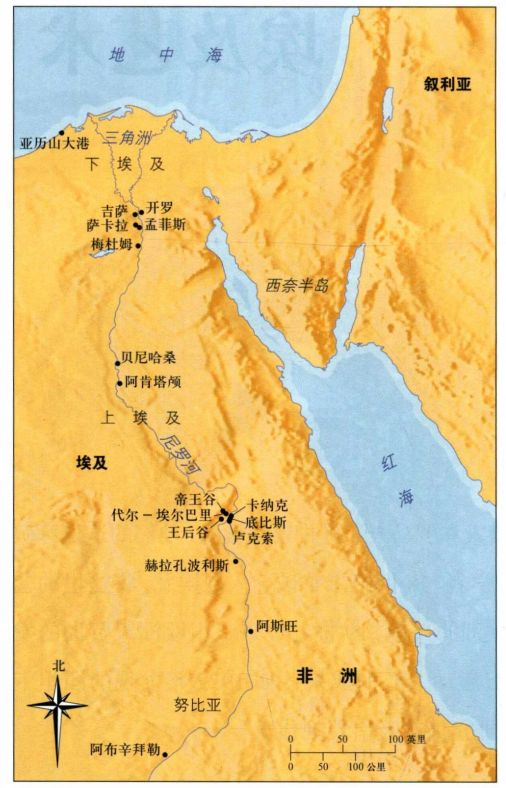 地中海
叙利亚
亚历山大港
三角洲
下埃及
吉萨
开罗
萨卡拉
孟菲斯
梅杜姆
西奈半岛
贝尼哈桑
阿肯塔颅
上埃及
尼罗河
埃及
红海
帝王谷
卡纳克
代尔－埃尔巴里
底比斯
王后谷
卢克索
赫拉孔波利斯
阿斯旺
北
非洲
努比亚
阿布辛拜勒
0 50 100 英里
0 50 100 公里